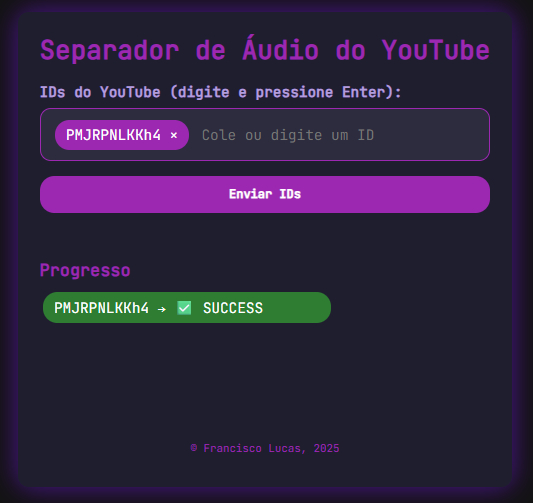 Separador de Áudio do YouTube
IDs do YouTube (digite e pressione Enter):
PMJRPNLKKh4 × Cole ou digite um ID
Enviar IDs
Progresso
PMJRPNLKKh4 → ✅ SUCCESS
© Francisco Lucas, 2025